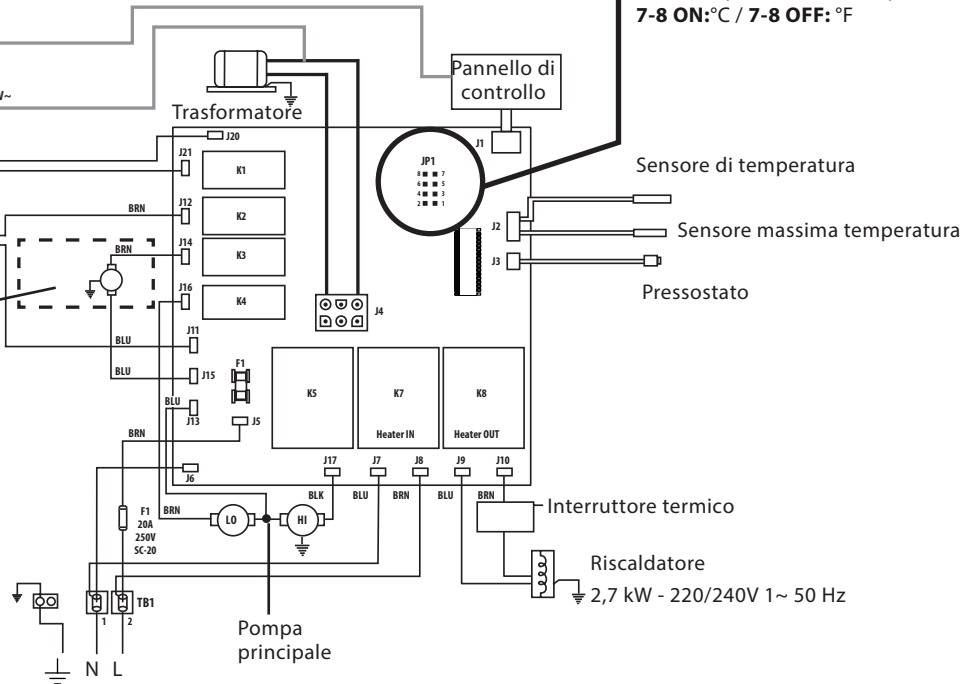 7-8 ON:°C / 7-8 OFF: °F
Pannello di
controllo
Trasformatore
J20
J1
J21
K1
JP1
8 7
6 5
4 3
2 1
Sensore di temperatura
J12
BRN
K2
J2
Sensore massima temperatura
J14
BRN
K3
J3
J16
K4
Pressostato
J4
J11
BLU
F1
BLU
J15
K5
K7
K8
BLU
J13
J5
BRN
Heater IN
Heater OUT
J6
J17
J7
J8
J9
J10
BLK
BLU
BRN
BLU
BRN
Interruttore termico
F1
20A
250V
SC-20
BRN
LO
HI
Riscaldatore
2,7 kW - 220/240V 1~ 50 Hz
TB1
1
2
Pompa
principale
N L